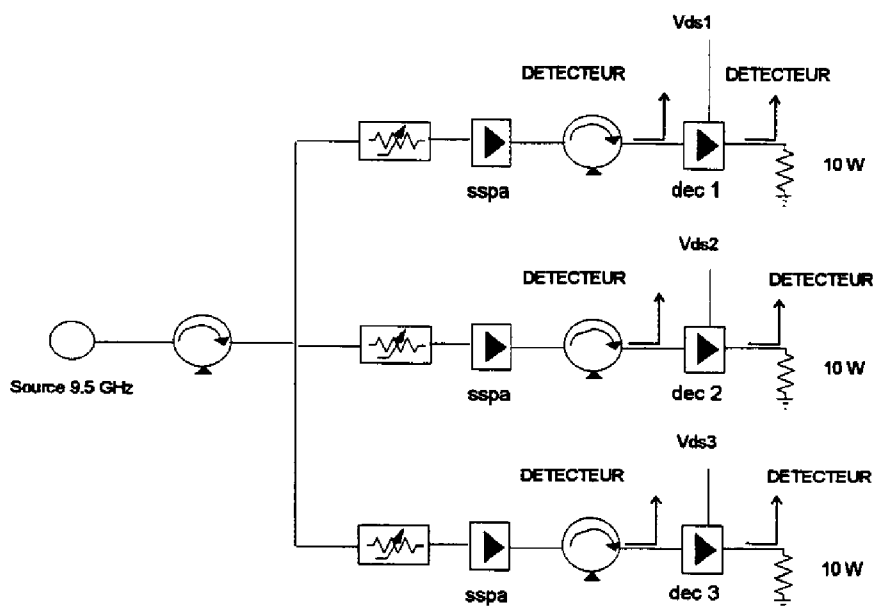 Vds1
DETECTEUR
DETECTEUR
10 W
sspa
dec 1
Vds2
DETECTEUR
DETECTEUR
10 W
Source 9.5 GHz
sspa
dec 2
Vds3
DETECTEUR
DETECTEUR
10 W
sspa
dec 3